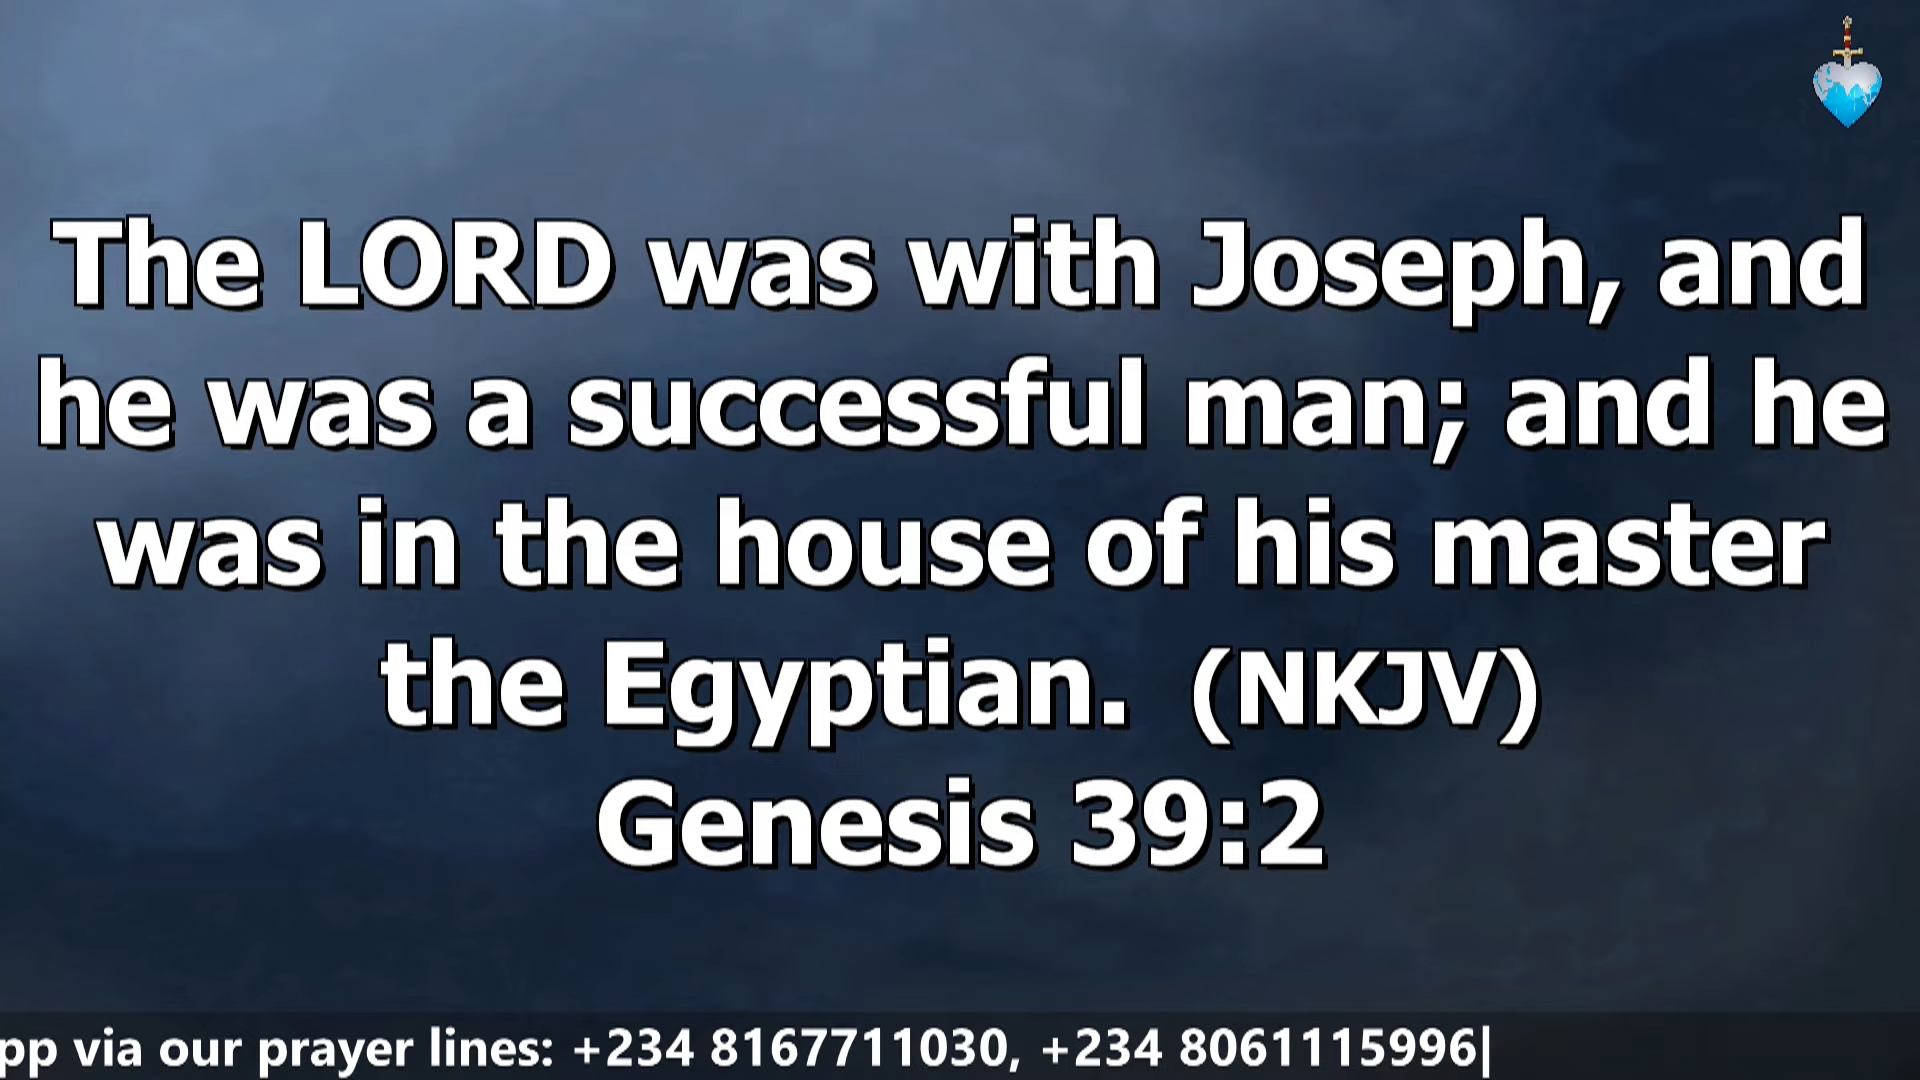 The LORD was with Joseph, and
he was a successful man; and he
was in the house of his master
the Egyptian. (NKJV)
Genesis 39:2
pp via our prayer lines: +234 8167711030, +234 8061115996|